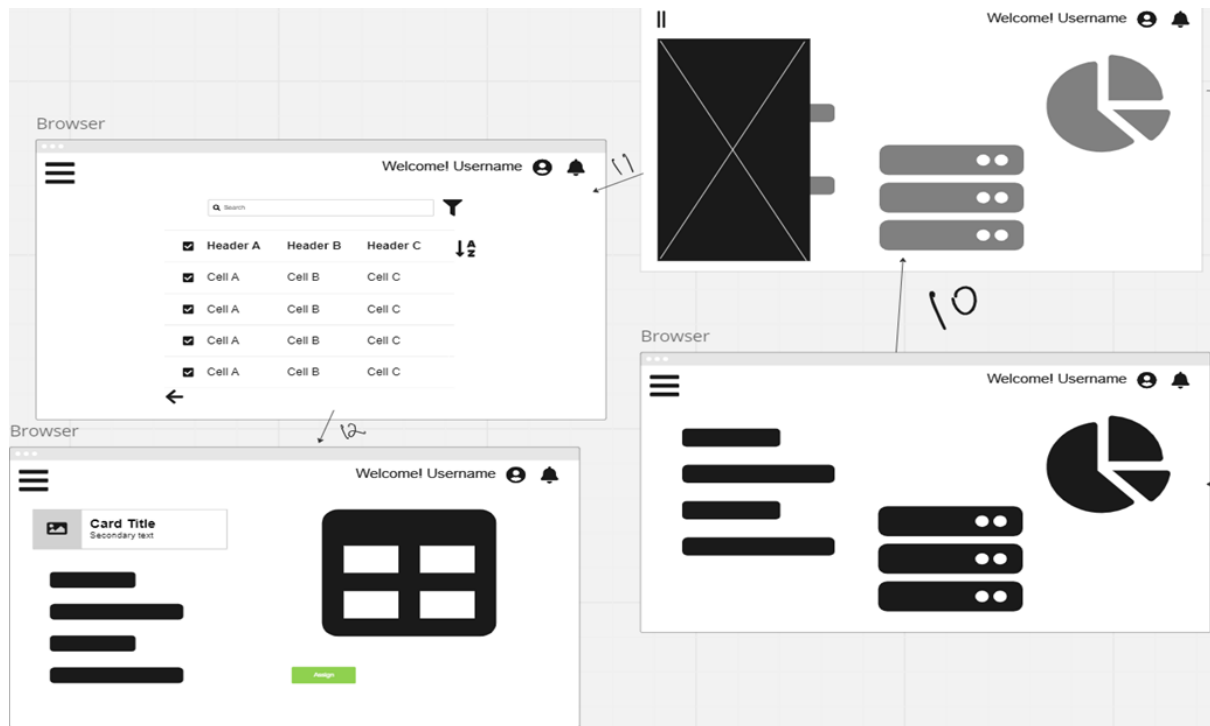 Welcome! Username
Browser
Welcome! Username
11
Search
Header A Header B Header C
A
Z
Cell A Cell B Cell C
Cell A Cell B Cell C
Cell A Cell B Cell C
Cell A Cell B Cell C
10
Browser
Welcome! Username
12
Browser
Welcome! Username
Card Title
Secondary text
Assign